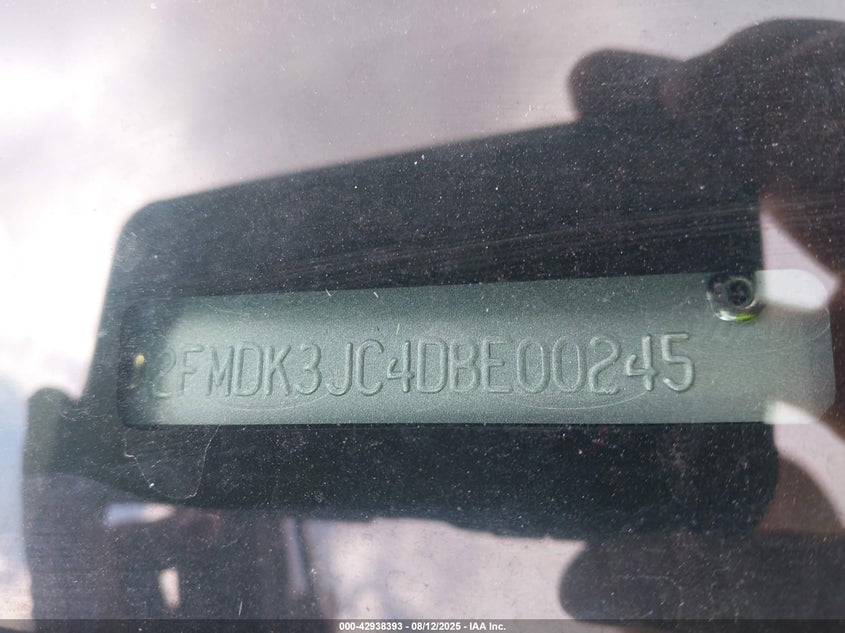 2FMDK3JC4DBE00245
000-42938393 - 08/12/2025 - IAA Inc.